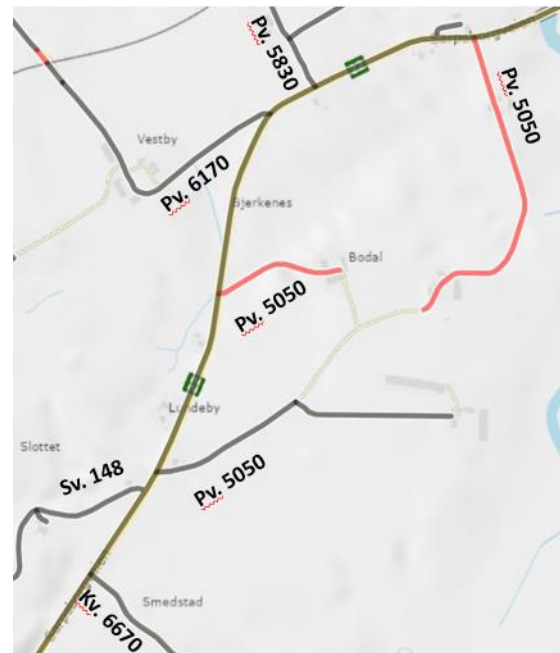 Pv. 5830
Pv. 5050
Vestby
Pv. 6170
Bjerkenes
Bodal
Pv. 5050
Lundeby
Slottet
Sv. 148
Pv. 5050
Smedstad
Kv. 6670